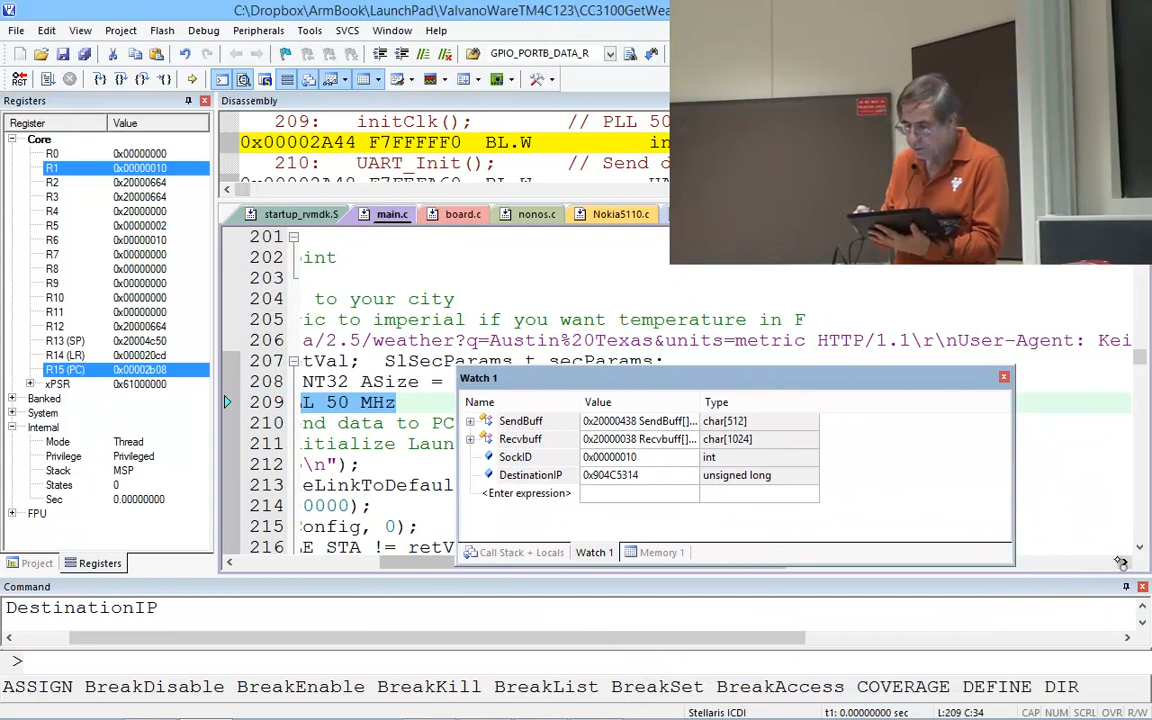 C:\Dropbox\ArmBook\LaunchPad\ValvanoWareTM4C123\CC3100GetWea
File Edit View Project Flash Debug Peripherals Tools SVCS Window Help
GPIO_PORTB_DATA_R
Registers
Register Value
Core
R0 0x00000000
R1 0x00000010
R2 0x20000664
R3 0x20000664
R4 0x20000000
R5 0x00000002
R6 0x00000010
R7 0x00000000
R8 0x00000000
R9 0x00000000
R10 0x00000000
R11 0x00000000
R12 0x20000664
R13 (SP) 0x20004c50
R14 (LR) 0x000020cd
R15 (PC) 0x00002b08
xPSR 0x61000000
Banked
System
Internal
Mode Thread
Privilege Privileged
Stack MSP
States 0
Sec 0.00000000
FPU
Project Registers
Disassembly
209: initClk(); // PLL 50
0x00002A44 F7FFFFF0 BL.W in
210: UART_Init(); // Send d
startup_rvmdk.S main.c board.c nonos.c Nokia5110.c
201
202 int
203
204 to your city
205 ric to imperial if you want temperature in F
206 a/2.5/weather?q=Austin%20Texas&units=metric HTTP/1.1\r\nUser-Agent: Kei
207 tVal; SlSecParams_t secParams;
208 NT32 ASize =
209 LL 50 MHz
210 nd data to PC
211 itialize Laun
212 \n");
213 eLinkToDefaul
214 0000);
215 onfig, 0);
216 E_STA != retV
Watch 1
Name Value Type
SendBuff 0x20000438 SendBuff[]... char[512]
Recvbuff 0x20000038 Recvbuff[]... char[1024]
SockID 0x00000010 int
DestinationIP 0x904C5314 unsigned long
<Enter expression>
Call Stack + Locals Watch 1 Memory 1
Command
DestinationIP
>
ASSIGN BreakDisable BreakEnable BreakKill BreakList BreakSet BreakAccess COVERAGE DEFINE DIR
Stellaris ICDI t1: 0.00000000 sec L:209 C:34 CAP NUM SCRL OVR R/W